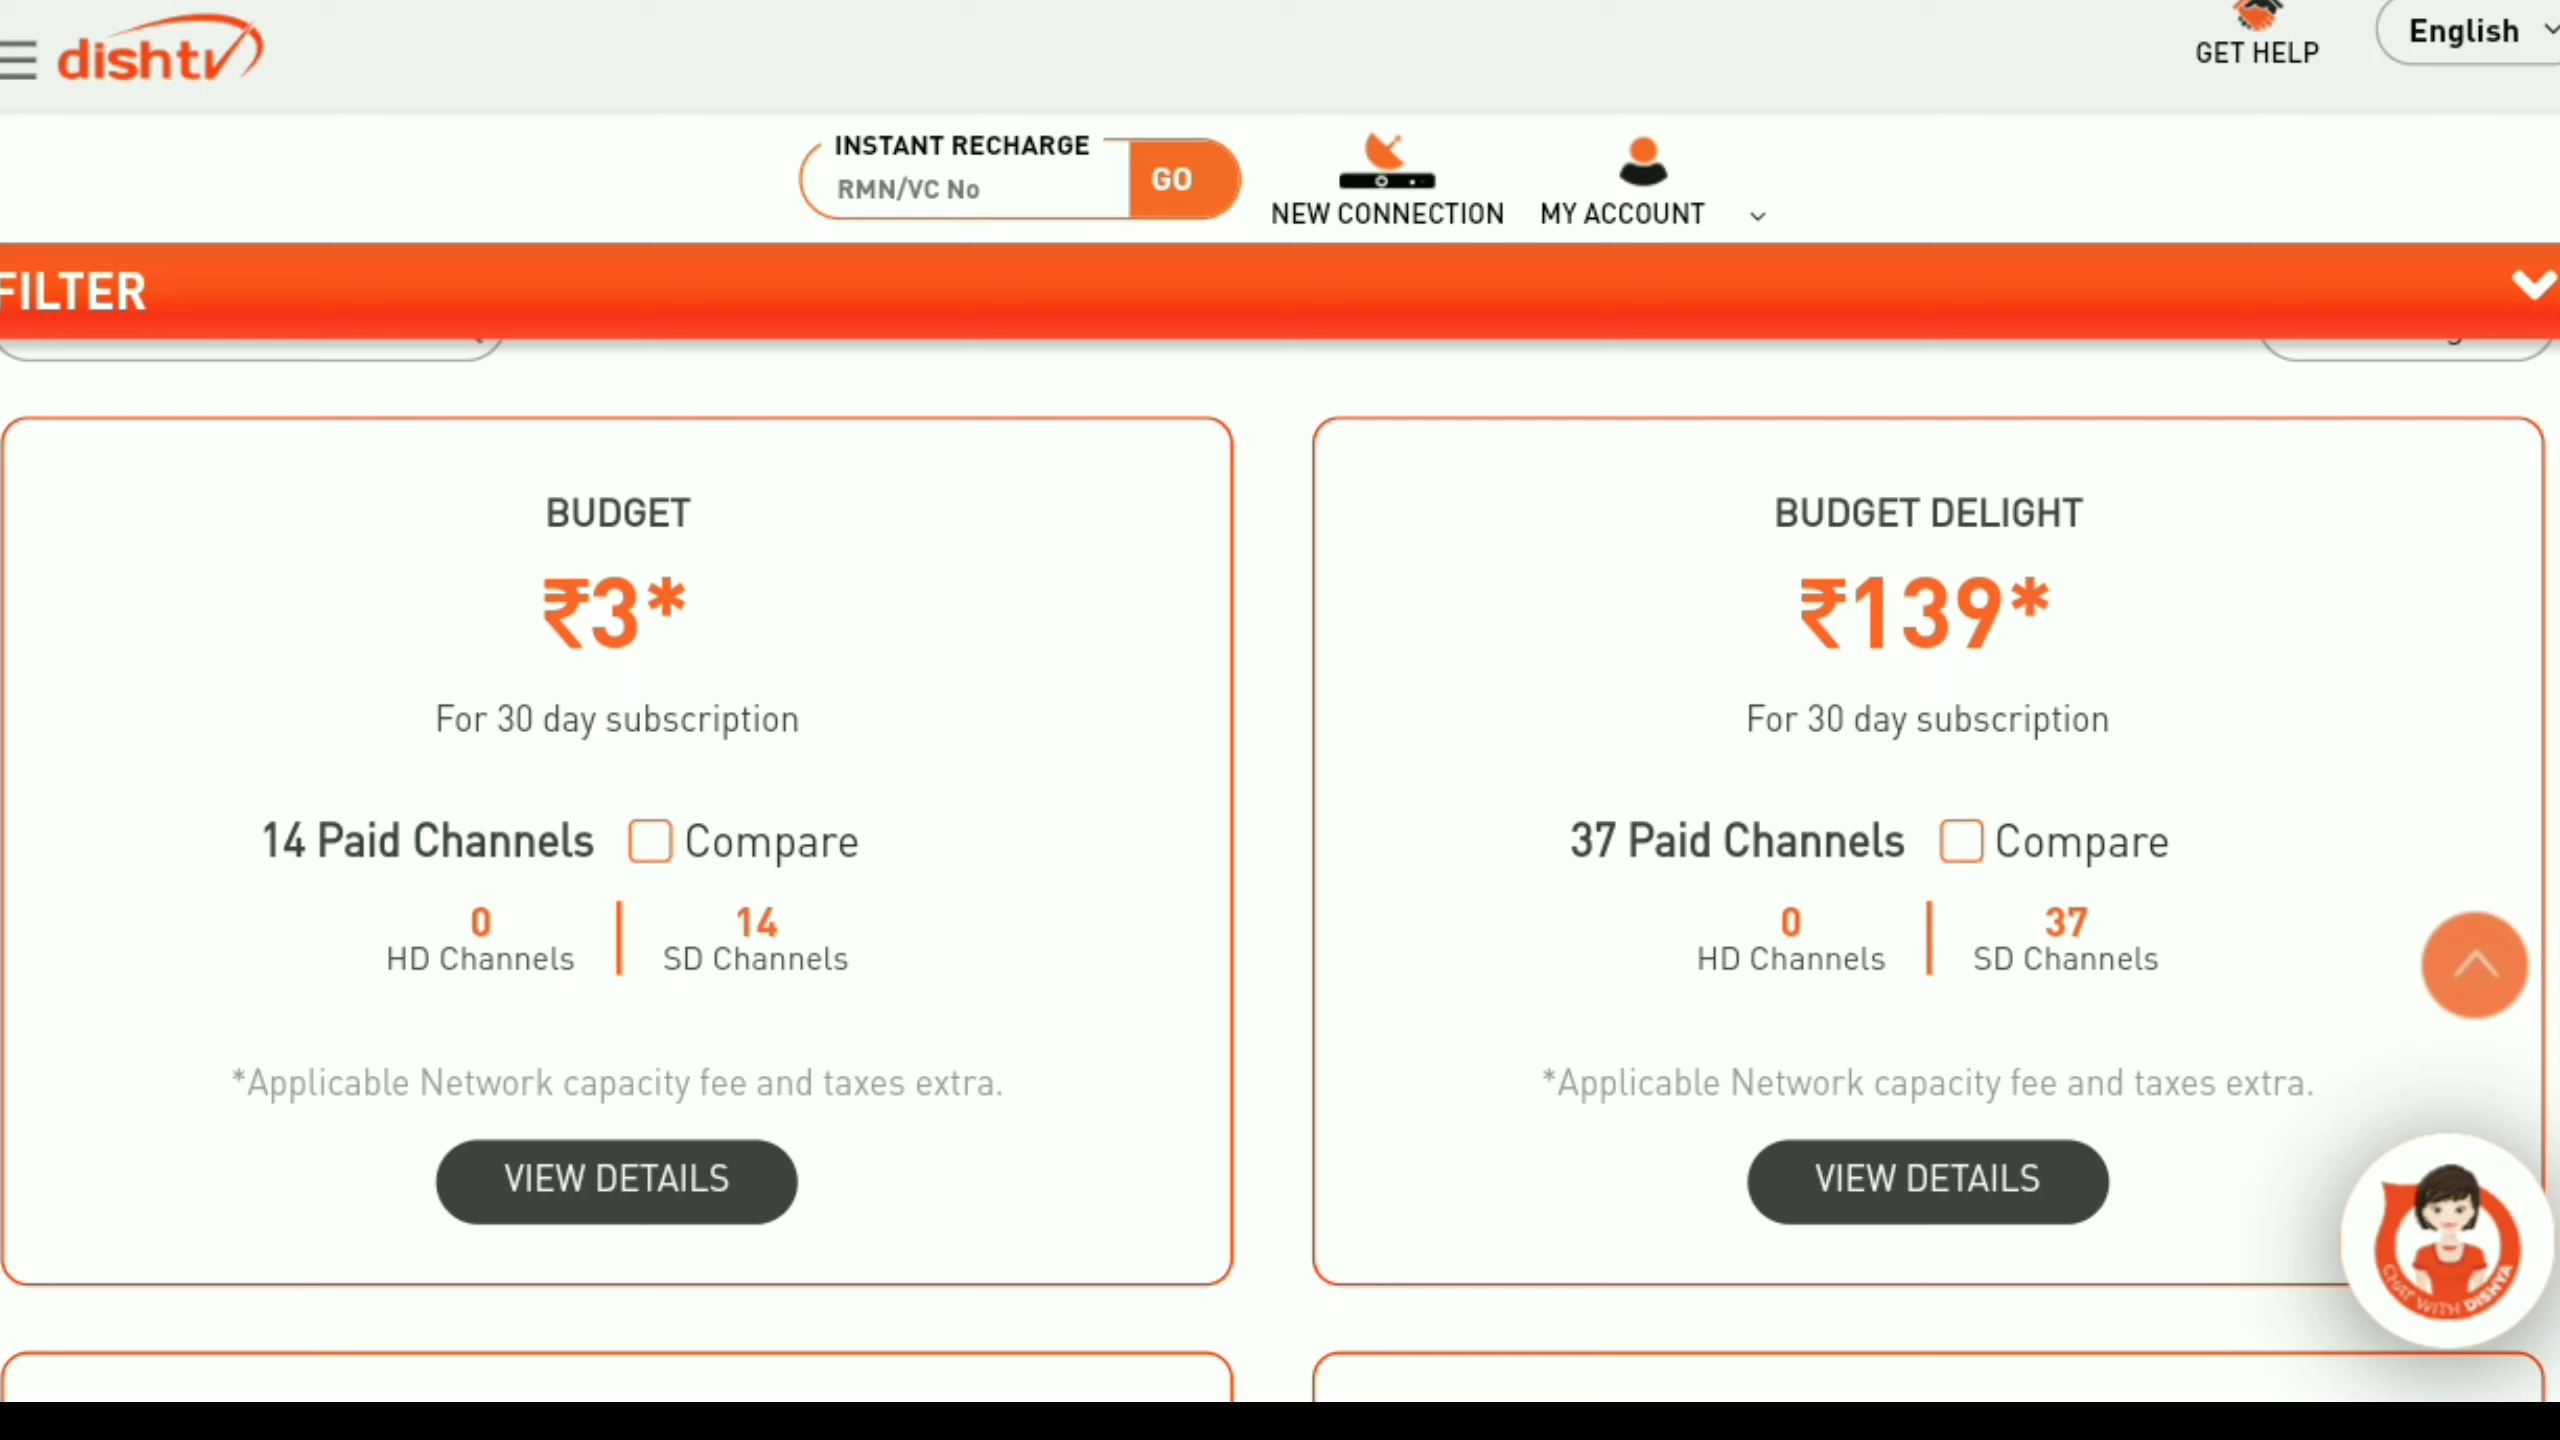 dishtv
GET HELP
English
INSTANT RECHARGE
RMN/VC No
GO
NEW CONNECTION
MY ACCOUNT
FILTER
BUDGET
₹3*
For 30 day subscription
14 Paid Channels
Compare
0
HD Channels
14
SD Channels
*Applicable Network capacity fee and taxes extra.
VIEW DETAILS
BUDGET DELIGHT
₹139*
For 30 day subscription
37 Paid Channels
Compare
0
HD Channels
37
SD Channels
*Applicable Network capacity fee and taxes extra.
VIEW DETAILS
CHAT WITH DISHYA